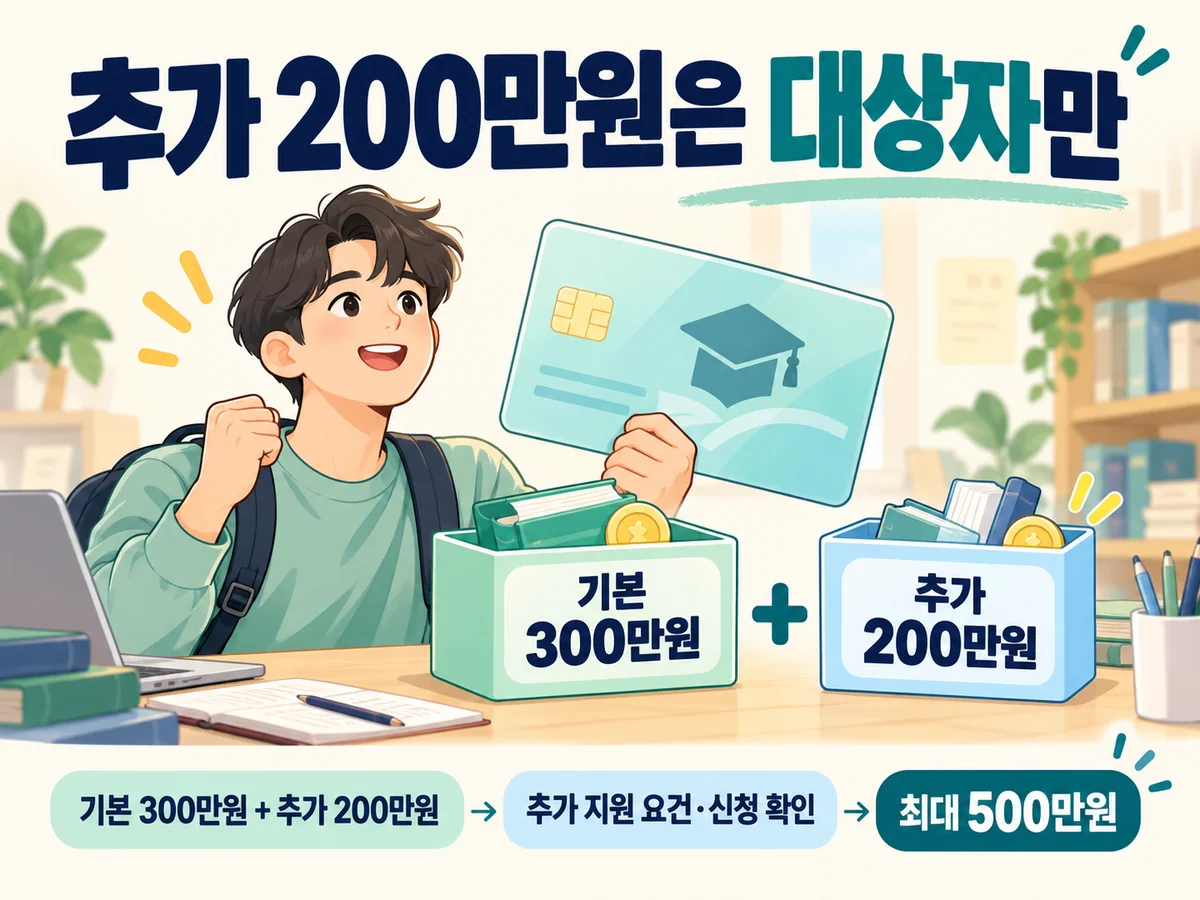 추가 200만원은 대상자만
기본
300만원
+
추가
200만원
기본 300만원 + 추가 200만원 → 추가 지원 요건·신청 확인 → 최대 500만원